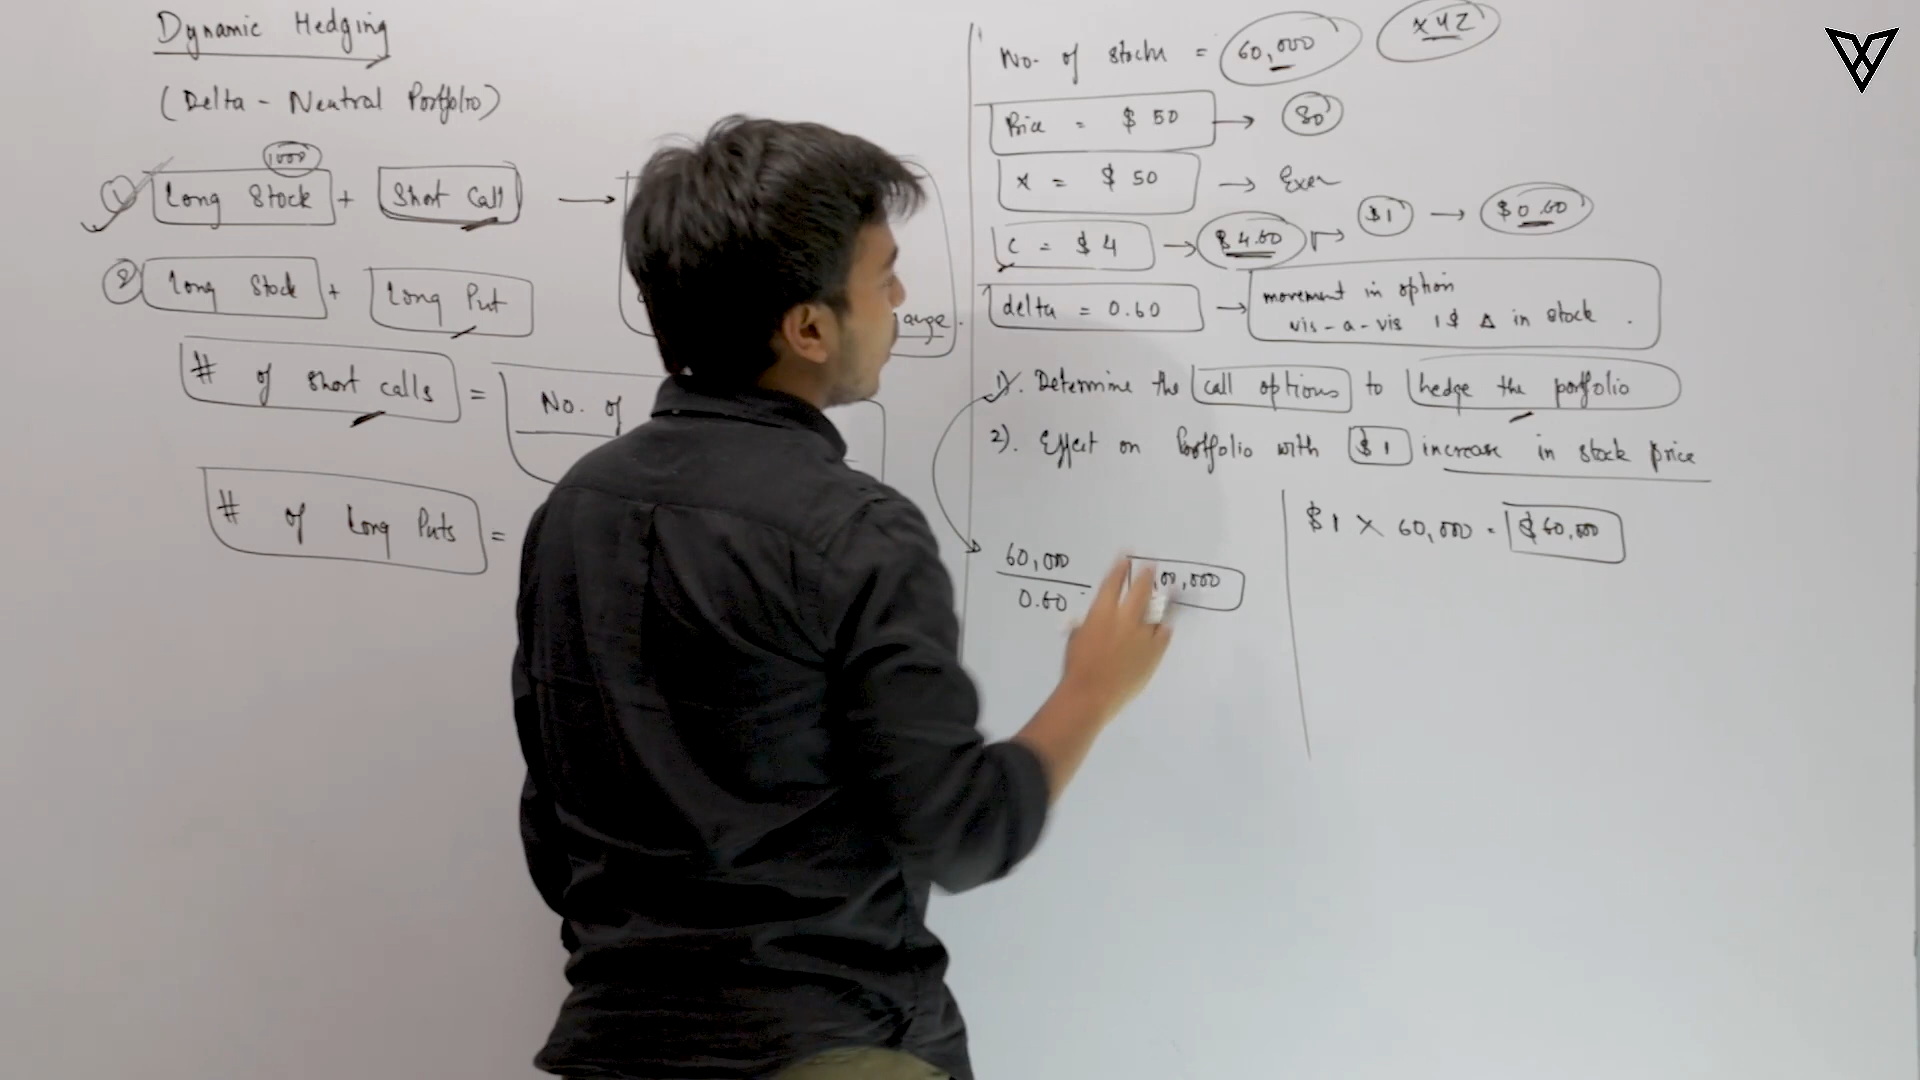 Dynamic Hedging
(Delta - Neutral Portfolio)
1000
1 Long Stock + Short Call →
2 Long Stock + Long Put
ange.
# of short calls = No. of
# of Long Puts =
No. of stocks = 60,000 XYZ
Price = $ 50 → 50
X = $ 50 → Exer
C = $ 4 → $ 4.60 → $1 → $0.60
delta = 0.60 → movement in option
vis-a-vis 1$ Δ in stock.
1). Determine the call options to hedge the portfolio
2). Effect on Portfolio with $1 increase in stock price
60,000
0.60
00,000
$1 × 60,000 = $60,000